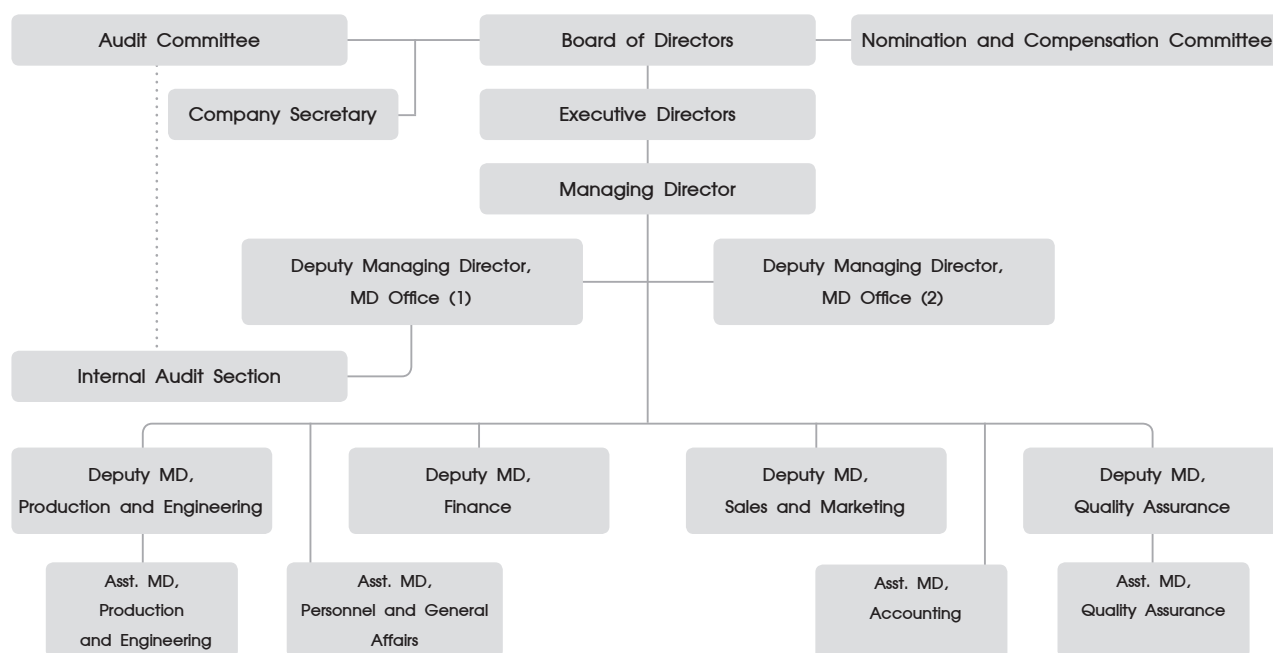 Audit Committee
Board of Directors
Nomination and Compensation Committee
Company Secretary
Executive Directors
Managing Director
Deputy Managing Director,
MD Office (1)
Deputy Managing Director,
MD Office (2)
Internal Audit Section
Deputy MD,
Production and Engineering
Deputy MD,
Finance
Deputy MD,
Sales and Marketing
Deputy MD,
Quality Assurance
Asst. MD,
Production
and Engineering
Asst. MD,
Personnel and General
Affairs
Asst. MD,
Accounting
Asst. MD,
Quality Assurance